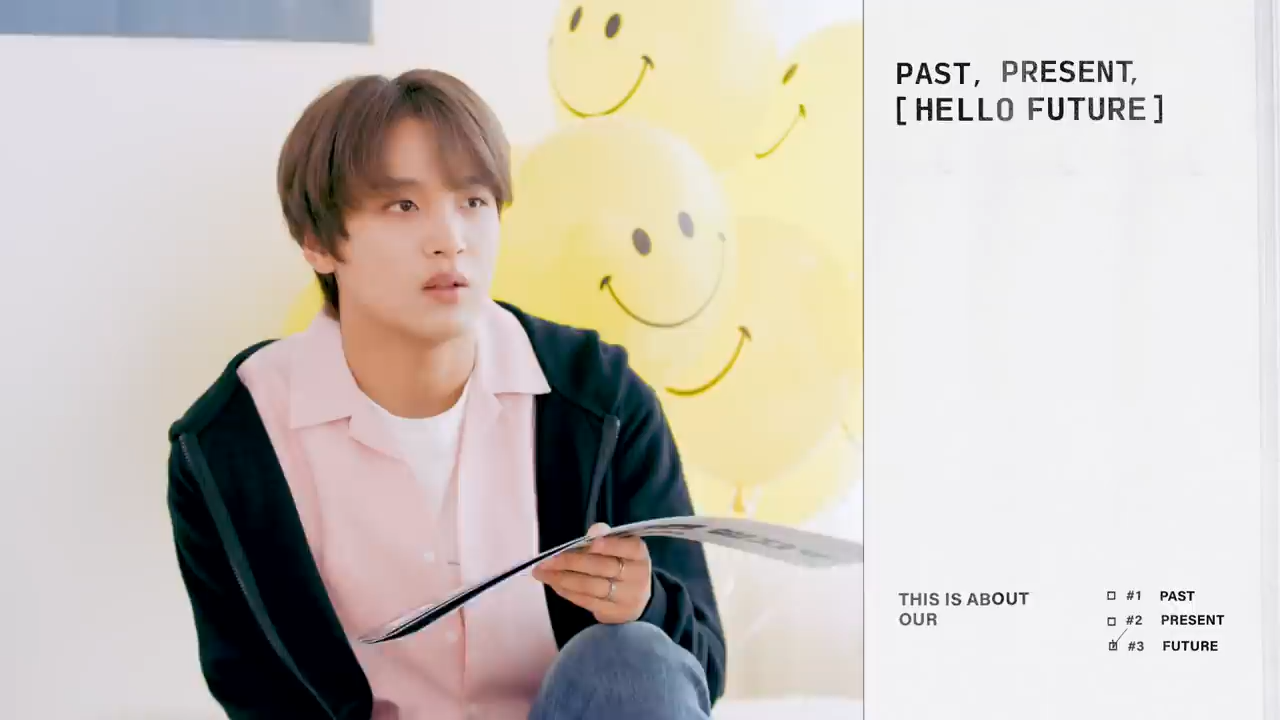 PAST, PRESENT,
[HELLO FUTURE]
THIS IS ABOUT
OUR
#1 PAST
#2 PRESENT
#3 FUTURE